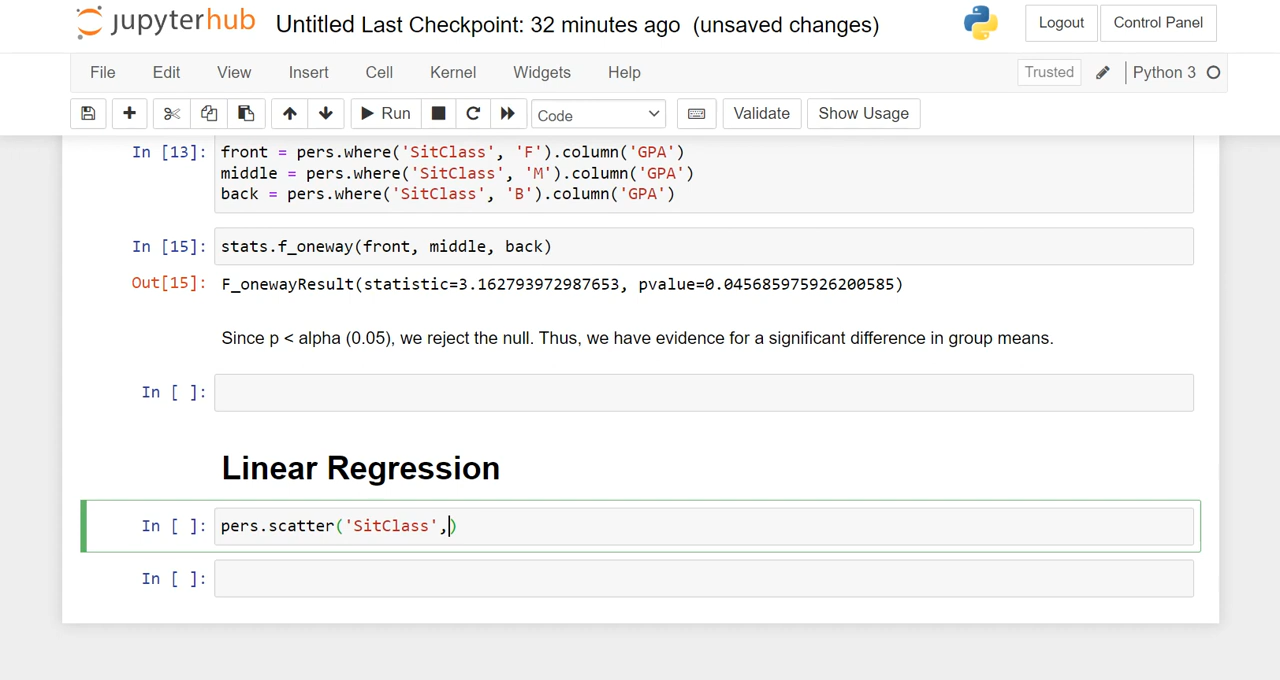 jupyterhub Untitled Last Checkpoint: 32 minutes ago (unsaved changes) Logout Control Panel
File Edit View Insert Cell Kernel Widgets Help Trusted Python 3
Run Code Validate Show Usage
In [13]: front = pers.where('SitClass', 'F').column('GPA')
middle = pers.where('SitClass', 'M').column('GPA')
back = pers.where('SitClass', 'B').column('GPA')
In [15]: stats.f_oneway(front, middle, back)
Out[15]: F_onewayResult(statistic=3.162793972987653, pvalue=0.045685975926200585)
Since p < alpha (0.05), we reject the null. Thus, we have evidence for a significant difference in group means.
In [ ]:
Linear Regression
In [ ]: pers.scatter('SitClass',)
In [ ]: